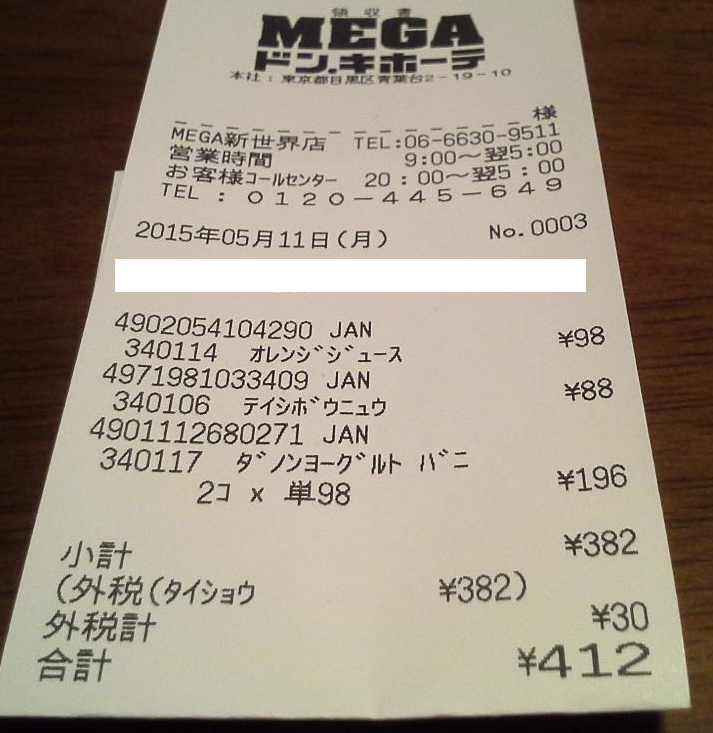 領収書
MEGA
ドン.キホーテ
本社:東京都目黒区青葉台2-19-10
様
MEGA新世界店 TEL:06-6630-9511
営業時間 9:00~翌5:00
お客様コールセンター 20:00~翌5:00
TEL:0120-445-649
2015年05月11日(月) No.0003
4902054104290 JAN
340114 オレンジジュース ¥98
4971981033409 JAN
340106 テイシボウニュウ ¥88
4901112680271 JAN
340117 ダノンヨーグルト バニ
2コ x 単98 ¥196
小計 ¥382
(外税(タイショウ ¥382)
外税計 ¥30
合計 ¥412